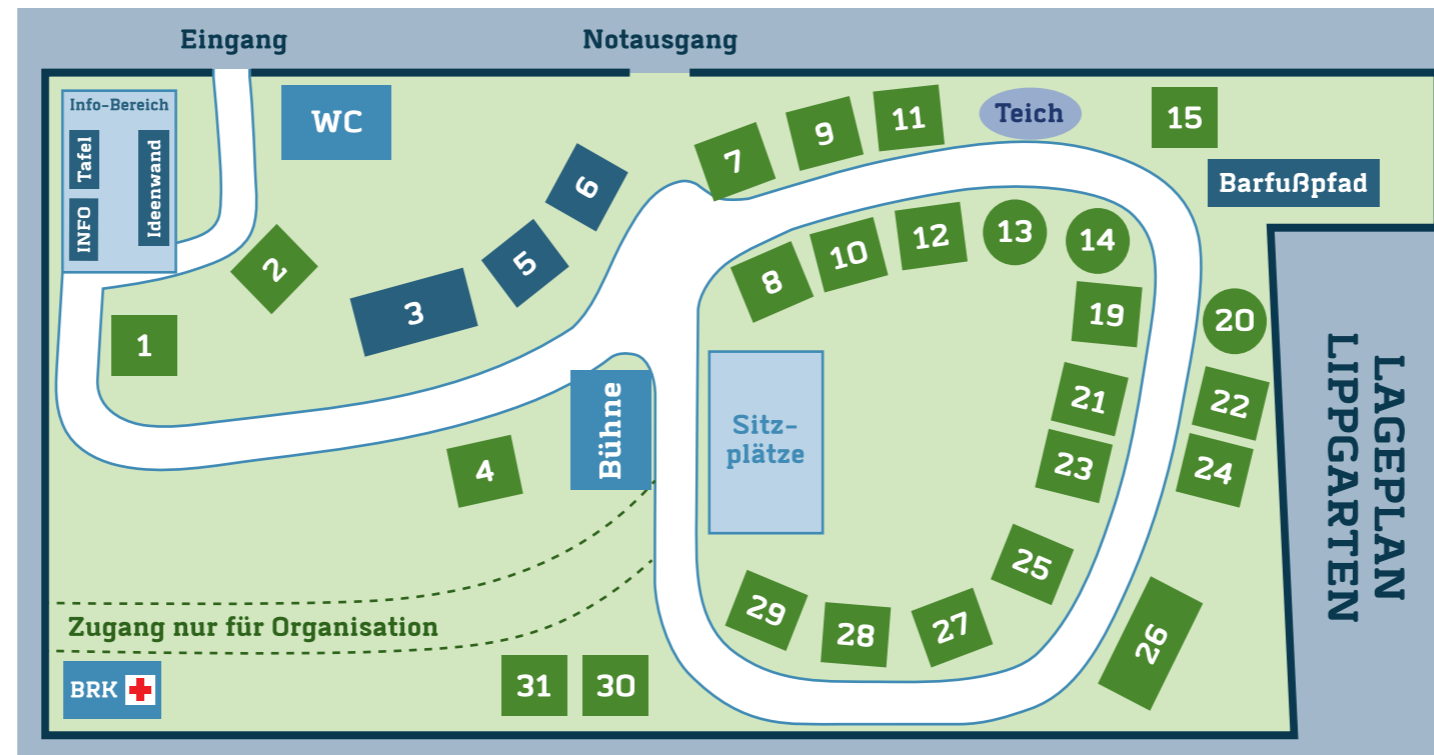 Eingang
Notausgang
Info-Bereich
Tafel
INFO
Ideenwand
WC
Teich
Barfußpfad
1
2
3
4
5
6
7
8
9
10
11
12
13
14
15
19
20
21
22
23
24
25
26
27
28
29
30
31
Bühne
Sitz-
plätze
Zugang nur für Organisation
BRK
LAGEPLAN
LIPPGARTEN